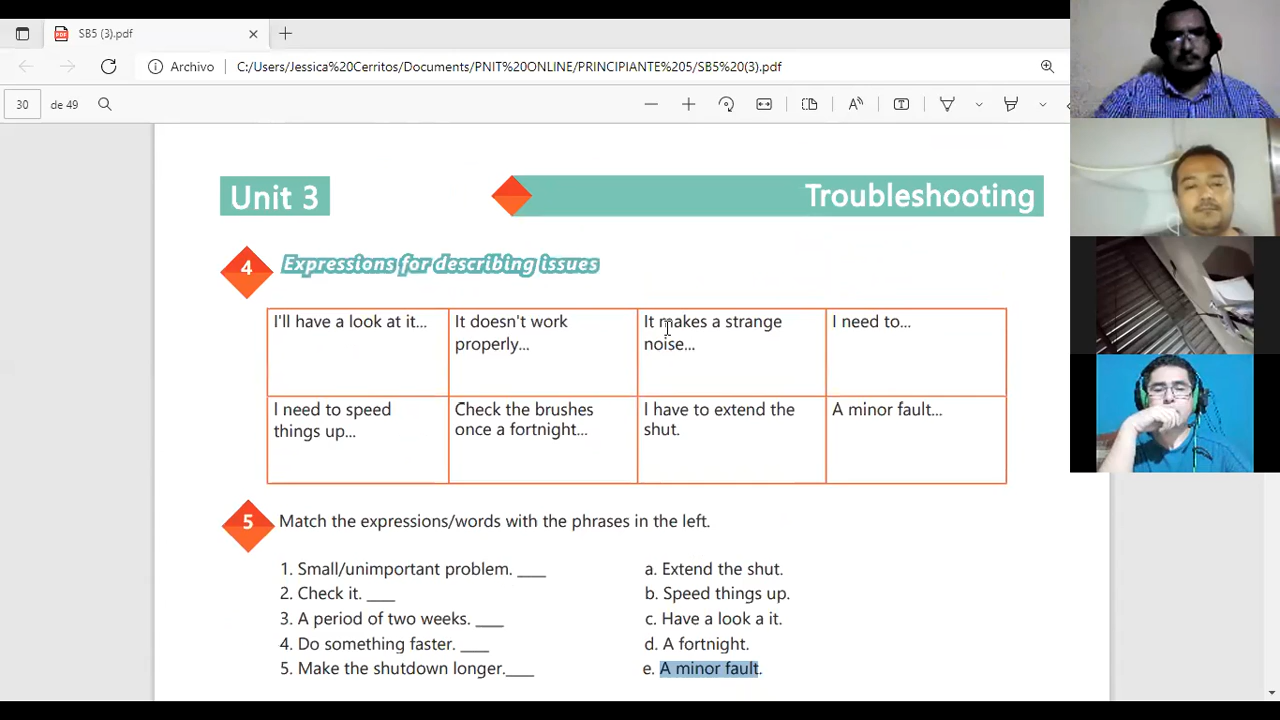 SB5 (3).pdf
Archivo
C:/Users/Jessica%20Cerritos/Documents/PNIT%20ONLINE/PRINCIPIANTE%205/SB5%20(3).pdf
30 de 49
Unit 3
Troubleshooting
4 Expressions for describing issues
I'll have a look at it...
It doesn't work
properly...
It makes a strange
noise...
I need to...
I need to speed
things up...
Check the brushes
once a fortnight...
I have to extend the
shut.
A minor fault...
5 Match the expressions/words with the phrases in the left.
1. Small/unimportant problem. ____
a. Extend the shut.
2. Check it. ____
b. Speed things up.
3. A period of two weeks. ____
c. Have a look a it.
4. Do something faster. ____
d. A fortnight.
5. Make the shutdown longer.____
e. A minor fault.